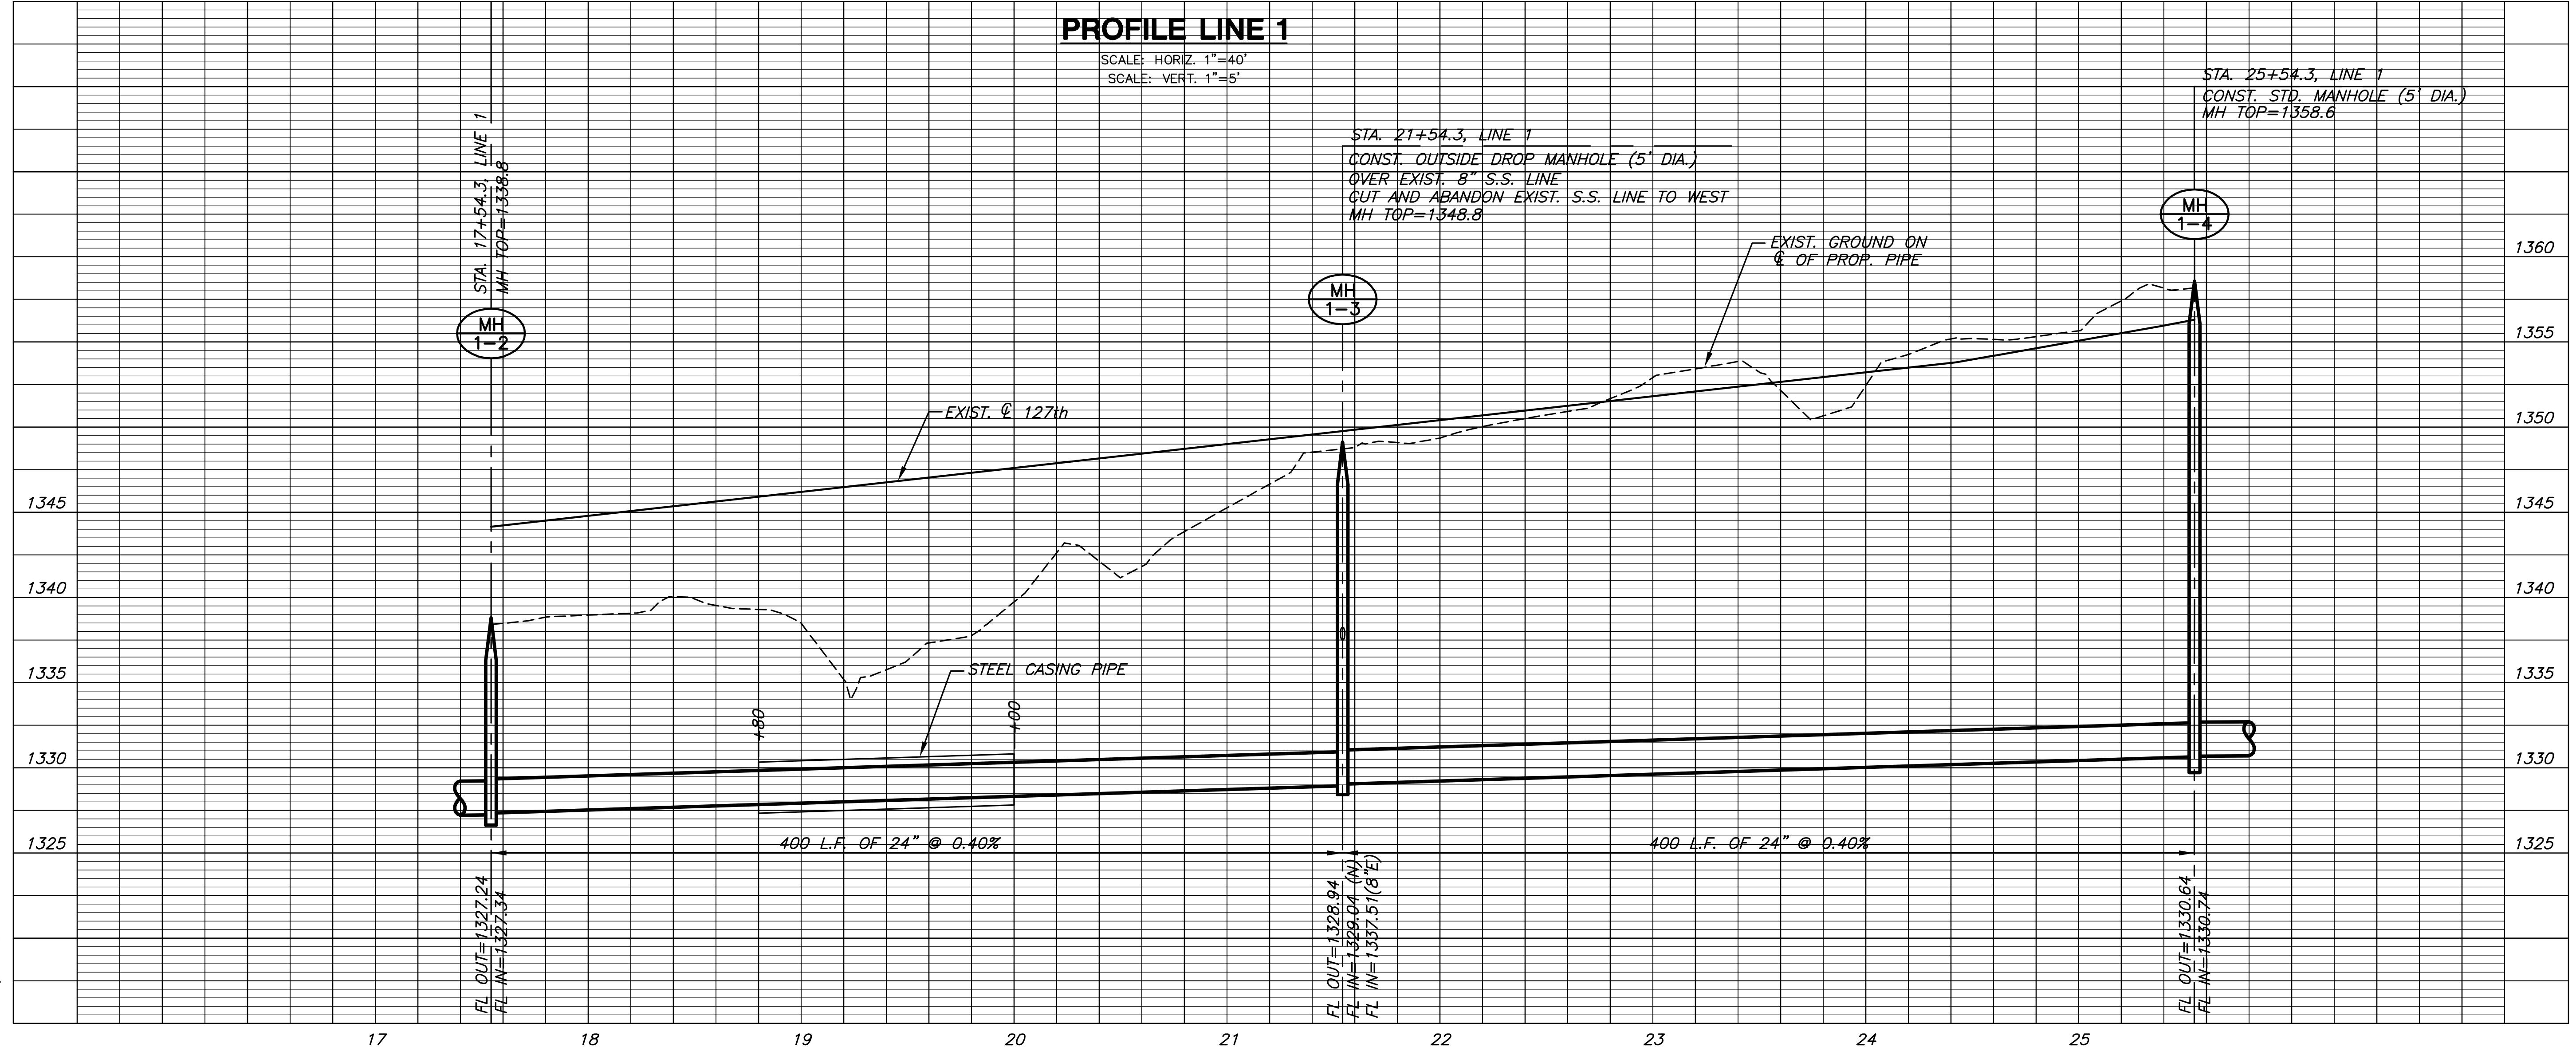 PROFILE LINE 1
SCALE: HORIZ. 1"=40'
SCALE: VERT. 1"=5'
STA. 17+54.3, LINE 1
MH TOP=1338.8
MH
1-2
STA. 21+54.3, LINE 1
CONST. OUTSIDE DROP MANHOLE (5' DIA.)
OVER EXIST. 8" S.S. LINE
CUT AND ABANDON EXIST. S.S. LINE TO WEST
MH TOP=1348.8
MH
1-3
STA. 25+54.3, LINE 1
CONST. STD. MANHOLE (5' DIA.)
MH TOP=1358.6
MH
1-4
EXIST. GROUND ON
℄ OF PROP. PIPE
EXIST. ℄ 127th
STEEL CASING PIPE
+80
+00
400 L.F. OF 24" @ 0.40%
400 L.F. OF 24" @ 0.40%
FL OUT=1327.24
FL IN=1327.34
FL OUT=1328.94
FL IN=1329.04 (N)
FL IN=1337.51(8"E)
FL OUT=1330.64
FL IN=1330.74
1345
1340
1335
1330
1325
1360
1355
1350
1345
1340
1335
1330
1325
17 18 19 20 21 22 23 24 25